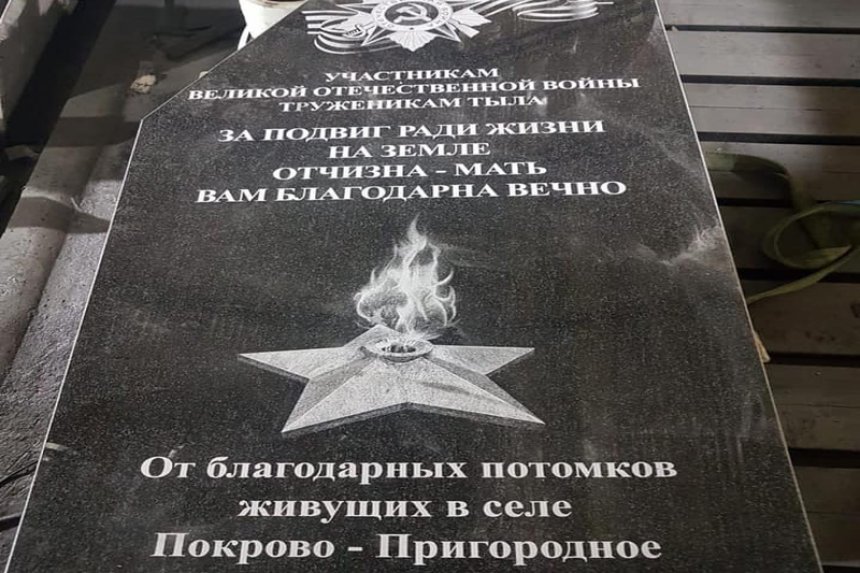 УЧАСТНИКАМ
ВЕЛИКОЙ ОТЕЧЕСТВЕННОЙ ВОЙНЫ
ТРУЖЕНИКАМ ТЫЛА
ЗА ПОДВИГ РАДИ ЖИЗНИ
НА ЗЕМЛЕ
ОТЧИЗНА - МАТЬ
ВАМ БЛАГОДАРНА ВЕЧНО
От благодарных потомков
живущих в селе
Покрово - Пригородное